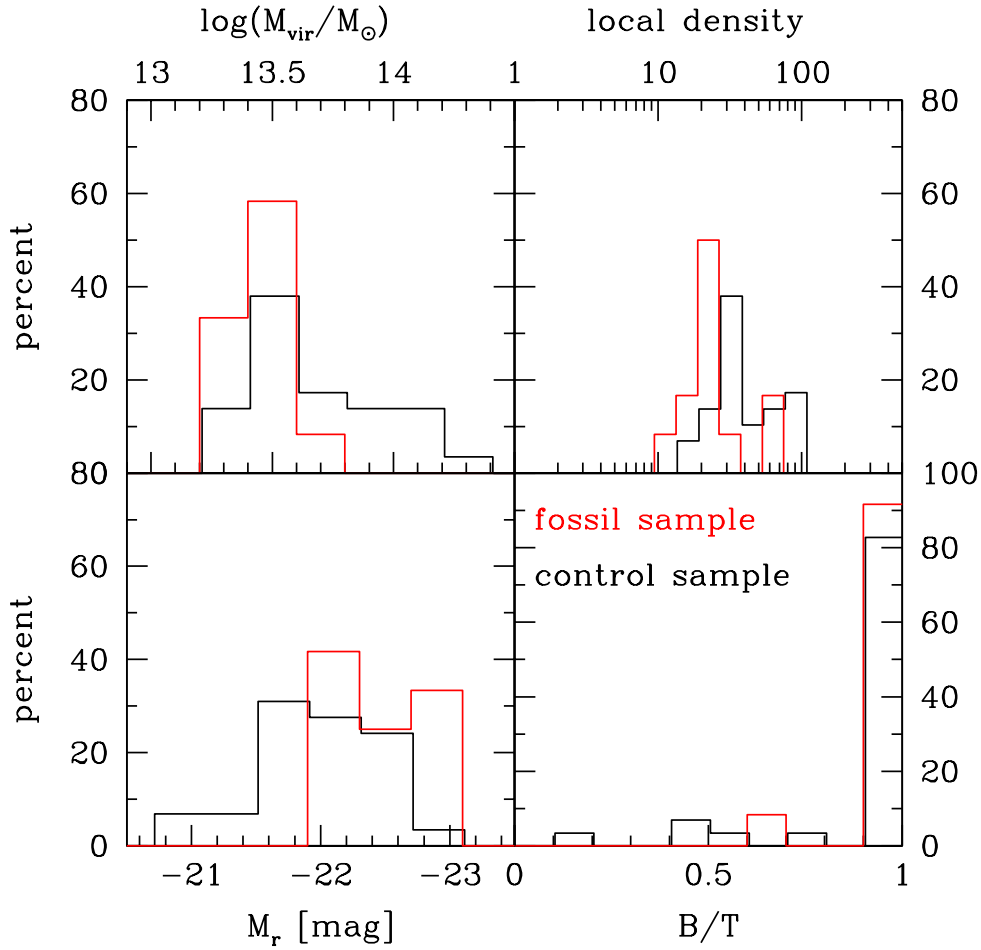 log(M_vir/M_⊙) local density
13 13.5 14 1 10 100
80 80
60 60
percent
40 40
20 20
80 100
fossil sample
60 80
control sample
percent
60
40
40
20
20
0 0
−21 −22 −23 0 0.5 1
M_r [mag] B/T